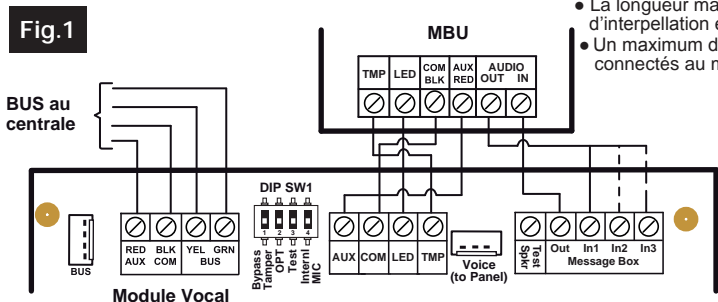 Fig.1
● La longueur ma
d'interpellation e
● Un maximum d
connectés au m
MBU
TMP LED COM BLK AUX RED AUDIO OUT IN
BUS au
centrale
DIP SW1
1 2 3 4
Bypass Tamper
OPT
Test
Internl MIC
BUS
RED AUX
BLK COM
YEL GRN
BUS
AUX COM LED TMP
Voice
(to Panel)
Test Spkr
Out In1 In2 In3
Message Box
Module Vocal